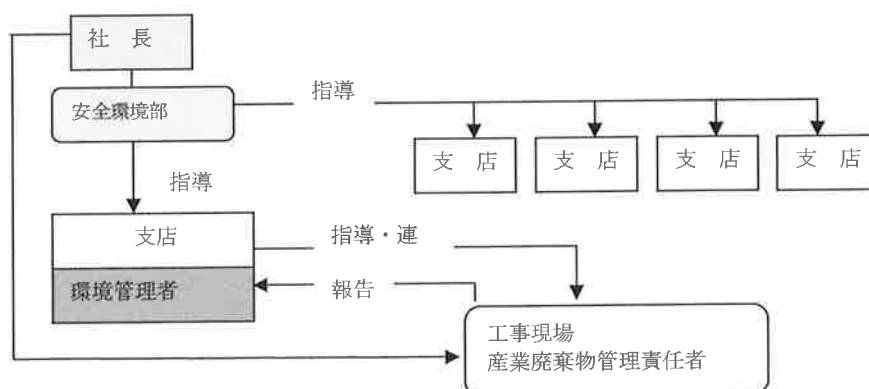 社　長
安全環境部
指導
支　店
支　店
支　店
支　店
指導
支店
指導・連
環境管理者
報告
工事現場
産業廃棄物管理責任者